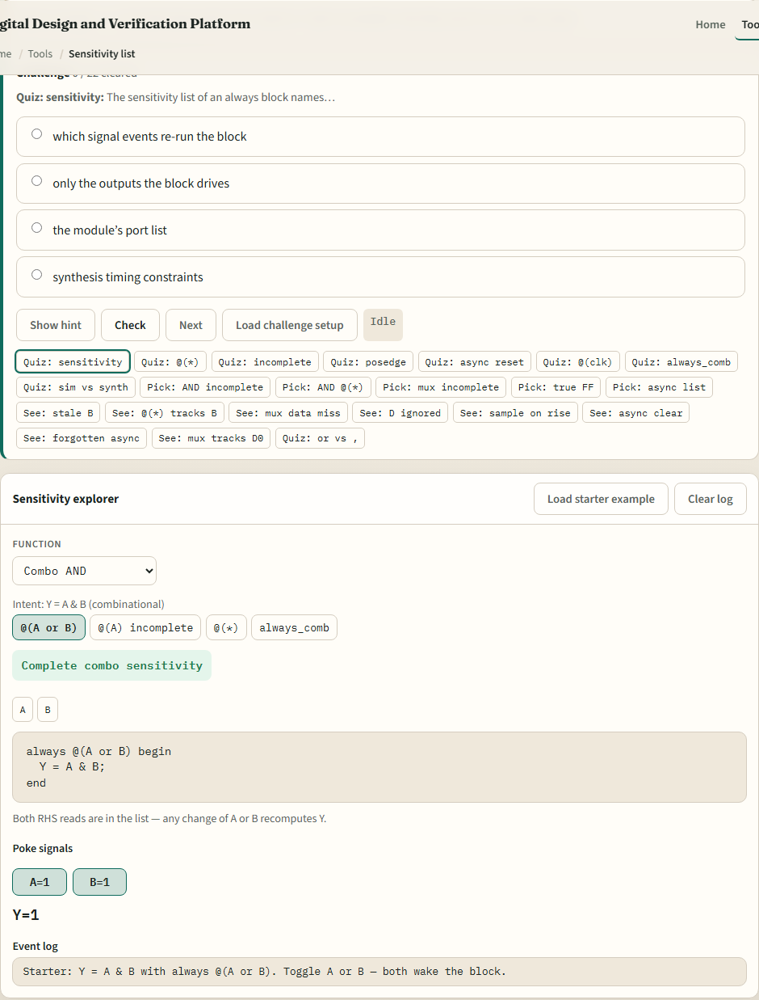 gital Design and Verification Platform
Home
Too
me / Tools / Sensitivity list
Challenge 0 / 22 cleared
Quiz: sensitivity: The sensitivity list of an always block names…
which signal events re-run the block
only the outputs the block drives
the module’s port list
synthesis timing constraints
Show hint Check Next Load challenge setup Idle
Quiz: sensitivity Quiz: @(*) Quiz: incomplete Quiz: posedge Quiz: async reset Quiz: @(clk) Quiz: always_comb
Quiz: sim vs synth Pick: AND incomplete Pick: AND @(*) Pick: mux incomplete Pick: true FF Pick: async list
See: stale B See: @(*) tracks B See: mux data miss See: D ignored See: sample on rise See: async clear
See: forgotten async See: mux tracks D0 Quiz: or vs ,
Sensitivity explorer Load starter example Clear log
FUNCTION
Combo AND
Intent: Y = A & B (combinational)
@(A or B) @(A) incomplete @(*) always_comb
Complete combo sensitivity
A B
always @(A or B) begin
  Y = A & B;
end
Both RHS reads are in the list — any change of A or B recomputes Y.
Poke signals
A=1 B=1
Y=1
Event log
Starter: Y = A & B with always @(A or B). Toggle A or B — both wake the block.